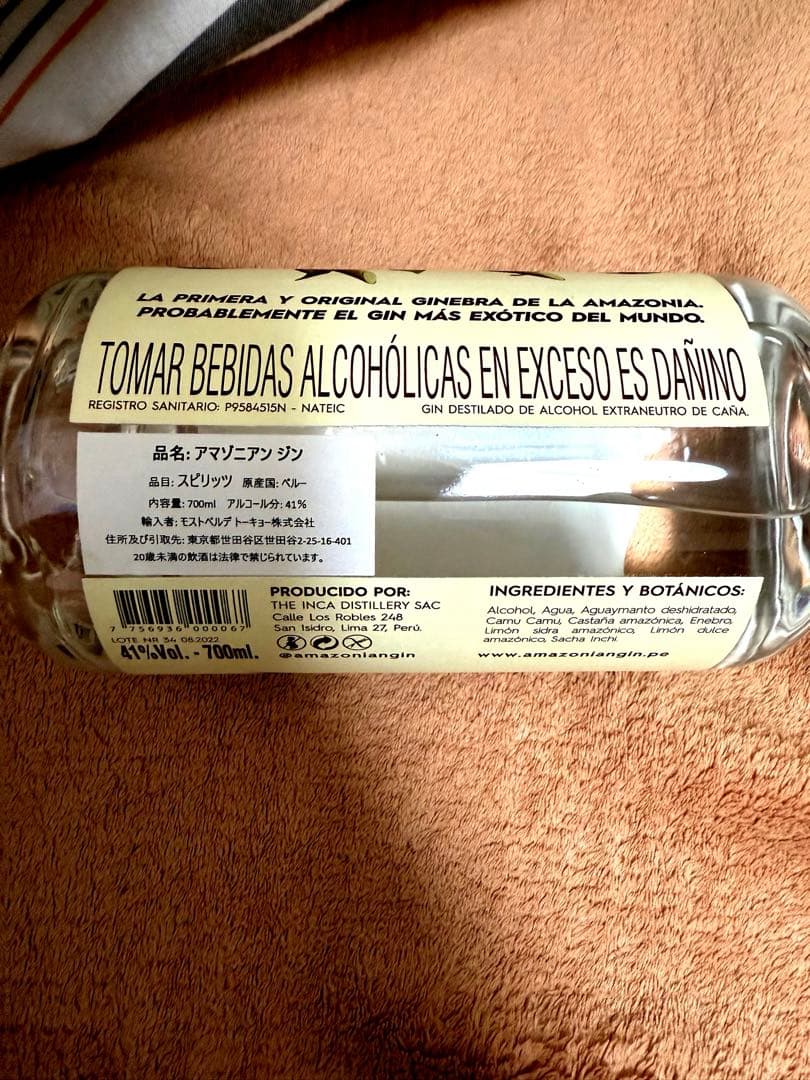 LA PRIMERA Y ORIGINAL GINEBRA DE LA AMAZONIA.
PROBABLEMENTE EL GIN MÁS EXÓTICO DEL MUNDO.
TOMAR BEBIDAS ALCOHÓLICAS EN EXCESO ES DAÑINO
REGISTRO SANITARIO: P9584515N - NATEIC
GIN DESTILADO DE ALCOHOL EXTRANEUTRO DE CAÑA.
品名: アマゾニアン ジン
品目: スピリッツ 原産国: ペルー
内容量: 700ml アルコール分: 41%
輸入者: モストベルデ トーキョー株式会社
住所及び引取先: 東京都世田谷区世田谷2-25-16-401
20歳未満の飲酒は法律で禁じられています。
7 756936 000067
LOTE NR 34 08.2022
41%Vol. - 700ml.
PRODUCIDO POR:
THE INCA DISTILLERY SAC
Calle Los Robles 248
San Isidro, Lima 27, Perú.
@amazoniangin
INGREDIENTES Y BOTÁNICOS:
Alcohol, Agua, Aguaymanto deshidratado,
Camu Camu, Castaña amazónica, Enebro,
Limón sidra amazónico, Limón dulce
amazónico, Sacha Inchi.
www.amazoniangin.pe